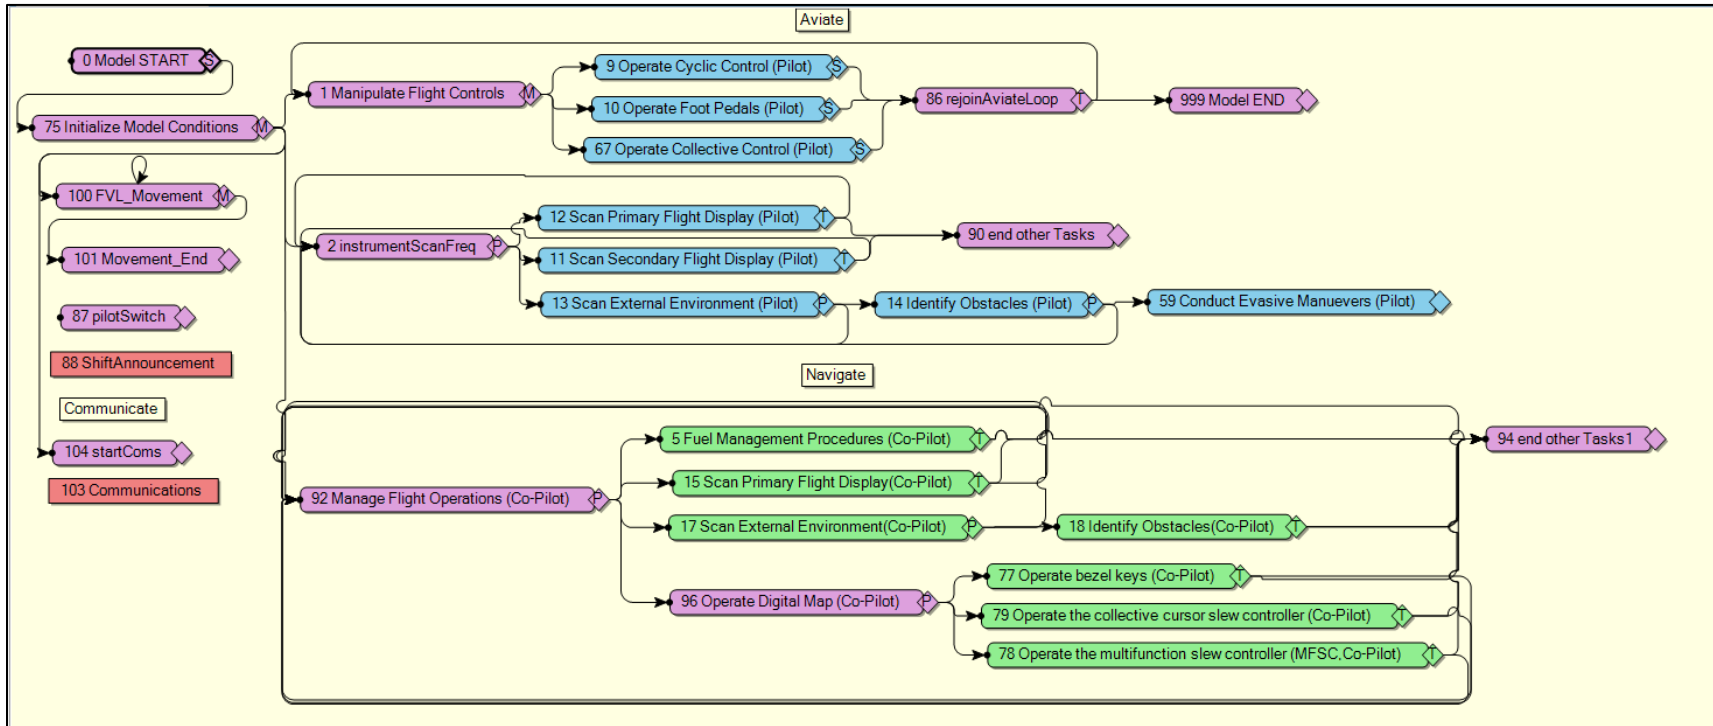 Aviate
0 Model START S
9 Operate Cyclic Control (Pilot) S
1 Manipulate Flight Controls M
86 rejoinAviateLoop T
999 Model END
10 Operate Foot Pedals (Pilot) S
75 Initialize Model Conditions M
67 Operate Collective Control (Pilot) S
100 FVL_Movement M
12 Scan Primary Flight Display (Pilot) T
90 end other Tasks
2 instrumentScanFreq P
101 Movement_End
11 Scan Secondary Flight Display (Pilot) T
13 Scan External Environment (Pilot) P
14 Identify Obstacles (Pilot) P
59 Conduct Evasive Manuevers (Pilot)
87 pilotSwitch
88 ShiftAnnouncement
Navigate
Communicate
5 Fuel Management Procedures (Co-Pilot) T
94 end other Tasks1
104 startComs
15 Scan Primary Flight Display(Co-Pilot) T
103 Communications
92 Manage Flight Operations (Co-Pilot) P
17 Scan External Environment(Co-Pilot) P
18 Identify Obstacles(Co-Pilot) T
77 Operate bezel keys (Co-Pilot) T
96 Operate Digital Map (Co-Pilot) P
79 Operate the collective cursor slew controller (Co-Pilot) T
78 Operate the multifunction slew controller (MFSC,Co-Pilot) T